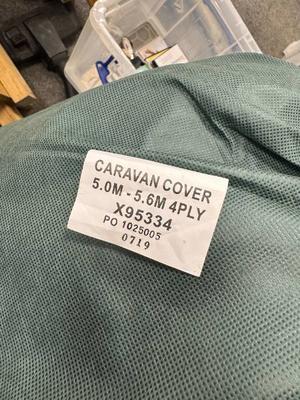 CARAVAN COVER
5.0M - 5.6M 4PLY
X95334
PO 1025005
0719